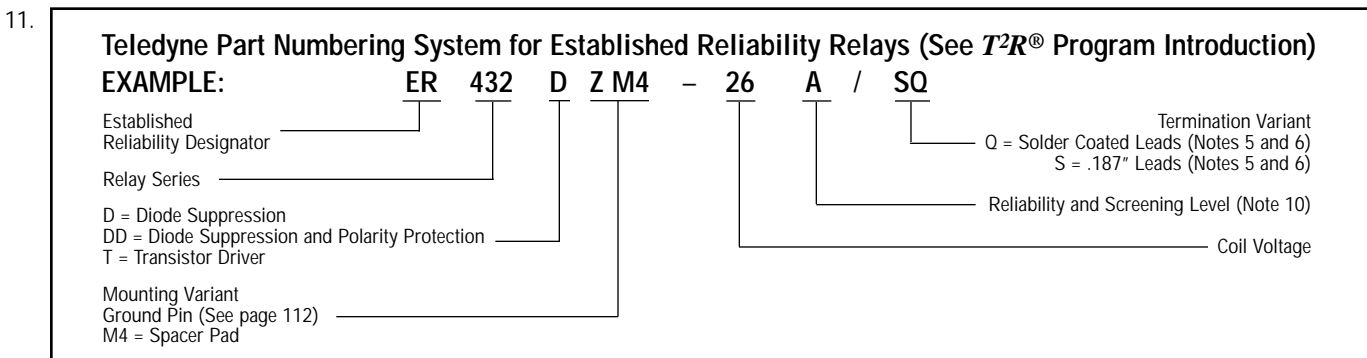 11.
Teledyne Part Numbering System for Established Reliability Relays (See T²R® Program Introduction)
EXAMPLE: ER 432 D Z M4 – 26 A / SQ
Established
Reliability Designator
Relay Series
D = Diode Suppression
DD = Diode Suppression and Polarity Protection
T = Transistor Driver
Mounting Variant
Ground Pin (See page 112)
M4 = Spacer Pad
Termination Variant
Q = Solder Coated Leads (Notes 5 and 6)
S = .187″ Leads (Notes 5 and 6)
Reliability and Screening Level (Note 10)
Coil Voltage